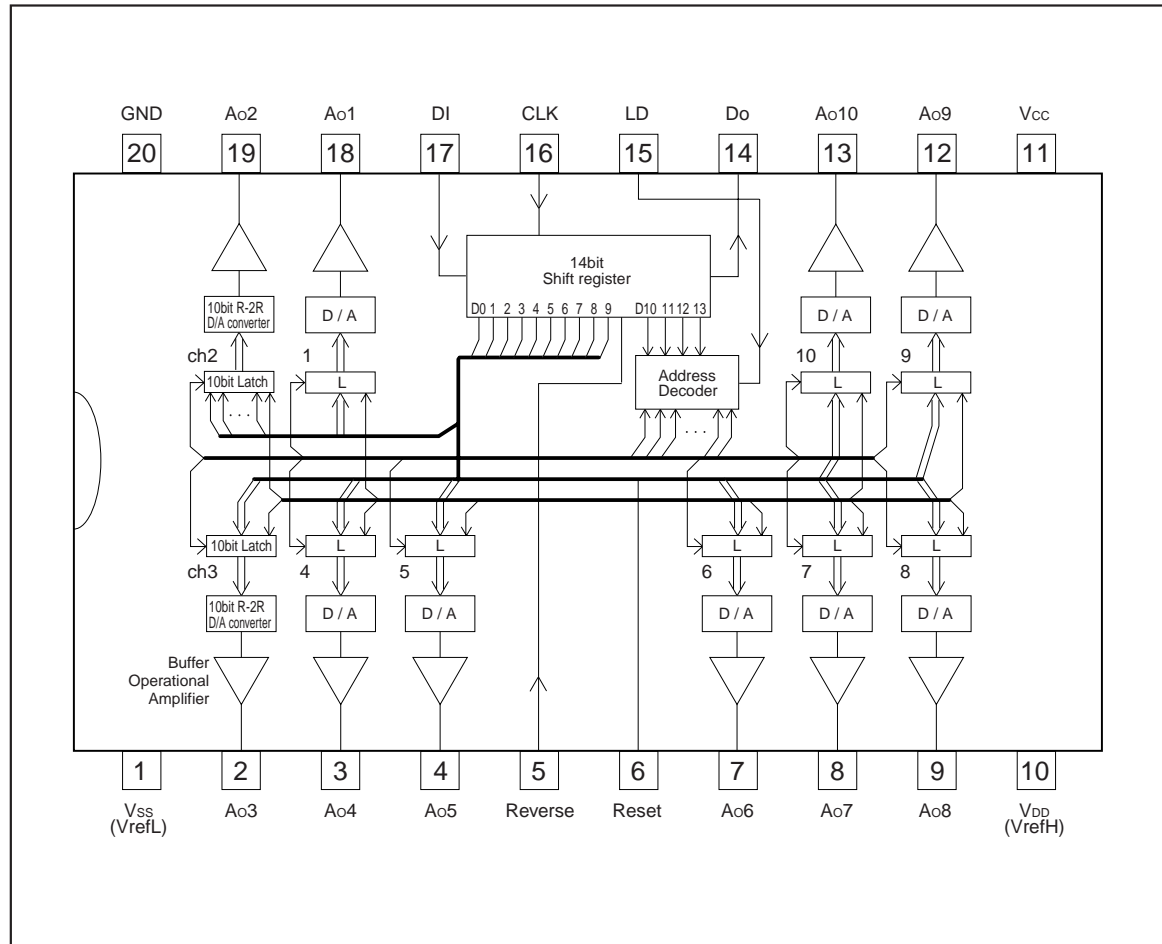 GND Ao2 Ao1 DI CLK LD Do Ao10 Ao9 Vcc
20 19 18 17 16 15 14 13 12 11
14bit
Shift register
D0 1 2 3 4 5 6 7 8 9 D10 11 12 13
10bit R-2R
D/A converter
D / A
D / A
D / A
ch2 1 10 9
10bit Latch
L
Address
Decoder
L
L
. . .
. . .
10bit Latch
L
L
L
L
L
ch3 4 5 6 7 8
10bit R-2R
D/A converter
D / A
D / A
D / A
D / A
D / A
Buffer
Operational
Amplifier
1 2 3 4 5 6 7 8 9 10
VSS
(VrefL)
Ao3 Ao4 Ao5 Reverse Reset Ao6 Ao7 Ao8
VDD
(VrefH)